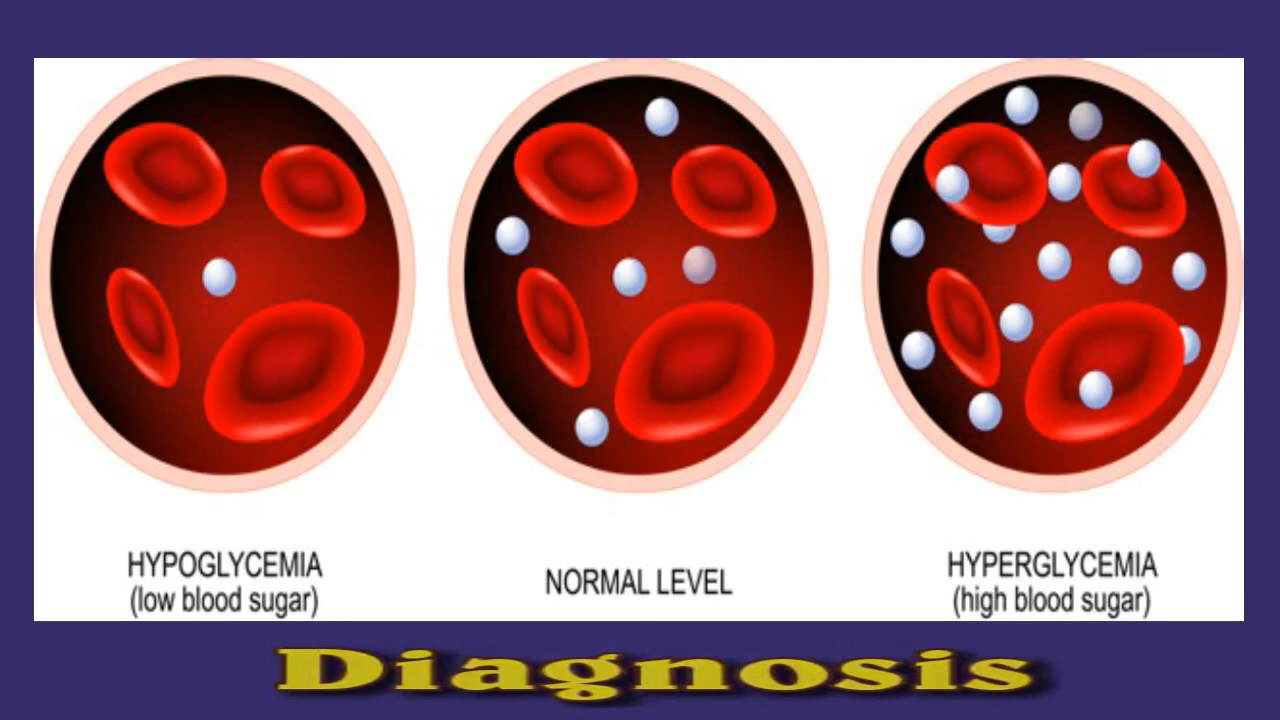 HYPOGLYCEMIA
(low blood sugar)
NORMAL LEVEL
HYPERGLYCEMIA
(high blood sugar)
Diagnosis